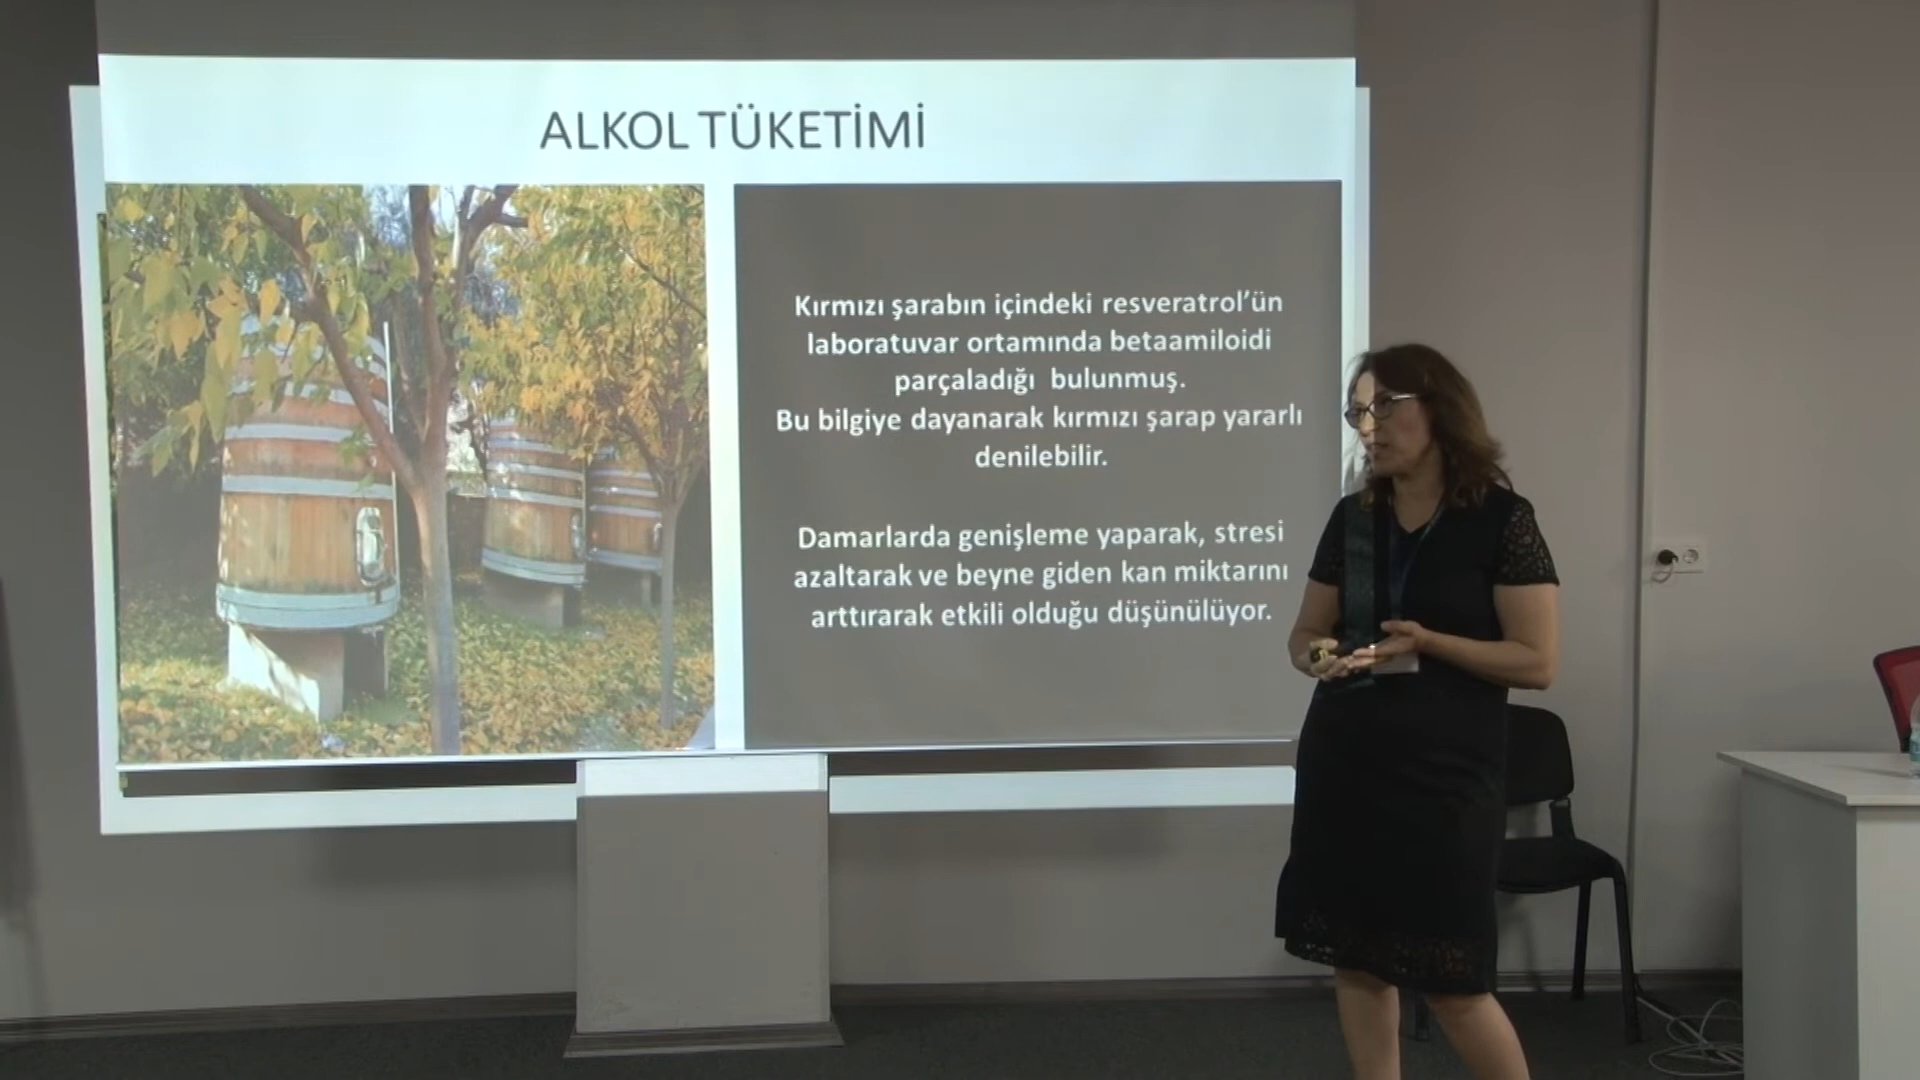 ALKOL TÜKETİMİ
Kırmızı şarabın içindeki resveratrol’ün
laboratuvar ortamında betaamiloidi
parçaladığı bulunmuş.
Bu bilgiye dayanarak kırmızı şarap yararlı
denilebilir.
Damarlarda genişleme yaparak, stresi
azaltarak ve beyne giden kan miktarını
arttırarak etkili olduğu düşünülüyor.